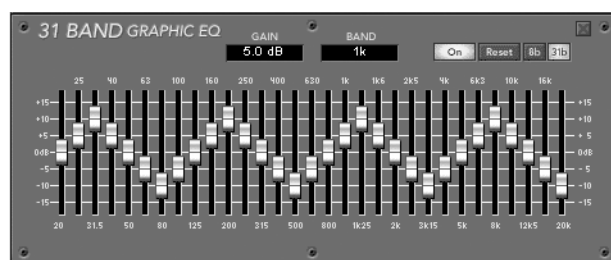 31 BAND GRAPHIC EQ
GAIN BAND
5.0 dB 1k On Reset 8b 31b
25 40 63 100 160 250 400 630 1k 1k6 2k5 4k 6k3 10k 16k
+15 +15
+10 +10
+5 +5
0dB 0dB
-5 -5
-10 -10
-15 -15
20 31.5 50 80 125 200 315 500 800 1k25 2k 3k15 5k 8k 12k5 20k